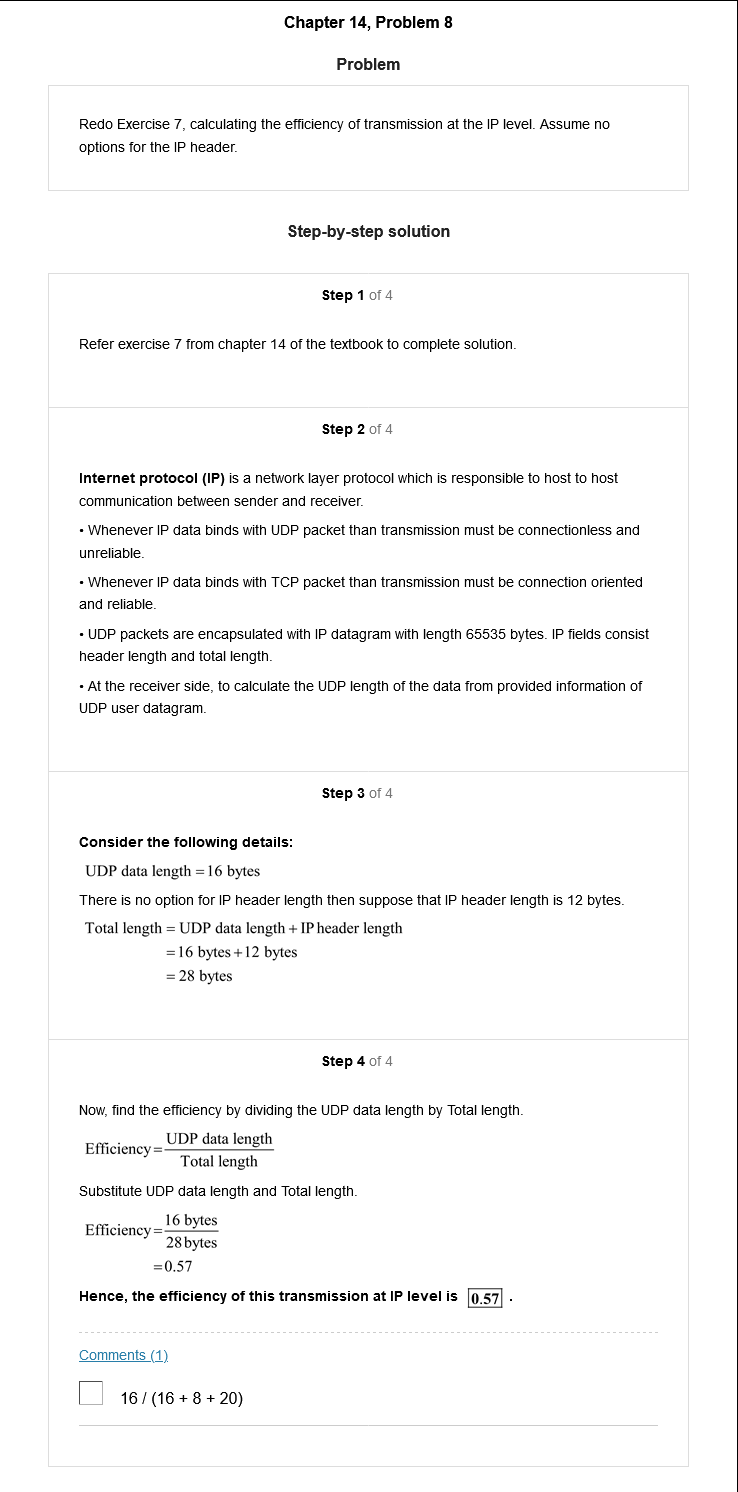 Chapter 14, Problem 8
Problem
Redo Exercise 7, calculating the efficiency of transmission at the IP level. Assume no
options for the IP header.
Step-by-step solution
Step 1 of 4
Refer exercise 7 from chapter 14 of the textbook to complete solution.
Step 2 of 4
Internet protocol (IP) is a network layer protocol which is responsible to host to host
communication between sender and receiver.
• Whenever IP data binds with UDP packet than transmission must be connectionless and
unreliable.
• Whenever IP data binds with TCP packet than transmission must be connection oriented
and reliable.
• UDP packets are encapsulated with IP datagram with length 65535 bytes. IP fields consist
header length and total length.
• At the receiver side, to calculate the UDP length of the data from provided information of
UDP user datagram.
Step 3 of 4
Consider the following details:
UDP data length = 16 bytes
There is no option for IP header length then suppose that IP header length is 12 bytes.
Total length = UDP data length + IP header length
= 16 bytes + 12 bytes
= 28 bytes
Step 4 of 4
Now, find the efficiency by dividing the UDP data length by Total length.
Efficiency = UDP data length
Total length
Substitute UDP data length and Total length.
Efficiency = 16 bytes
28 bytes
= 0.57
Hence, the efficiency of this transmission at IP level is 0.57 .
Comments (1)
16 / (16 + 8 + 20)